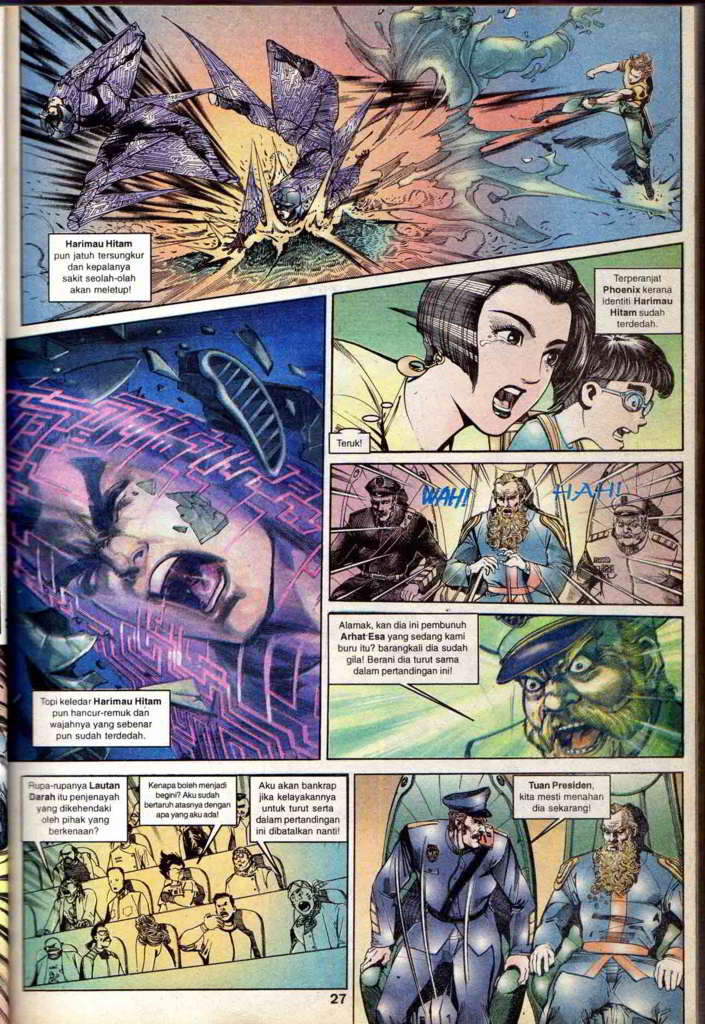 Harimau Hitam
pun jatuh tersungkur
dan kepalanya
sakit seolah-olah
akan meletup!
Terperanjat
Phoenix kerana
identiti Harimau
Hitam sudah
terdedah.
Teruk!
WAH!
HAH!
Topi keledar Harimau Hitam
pun hancur-remuk dan
wajahnya yang sebenar
pun sudah terdedah.
Alamak, kan dia ini pembunuh
Arhat Esa yang sedang kami
buru itu? barangkali dia sudah
gila! Berani dia turut sama
dalam pertandingan ini!
Rupa-rupanya Lautan
Darah itu penjenayah
yang dikehendaki
oleh pihak yang
berkenaan?
Kenapa boleh menjadi
begini? Aku sudah
bertaruh atasnya dengan
apa yang aku ada!
Aku akan bankrap
jika kelayakannya
untuk turut serta
dalam pertandingan
ini dibatalkan nanti!
Tuan Presiden,
kita mesti menahan
dia sekarang!
27